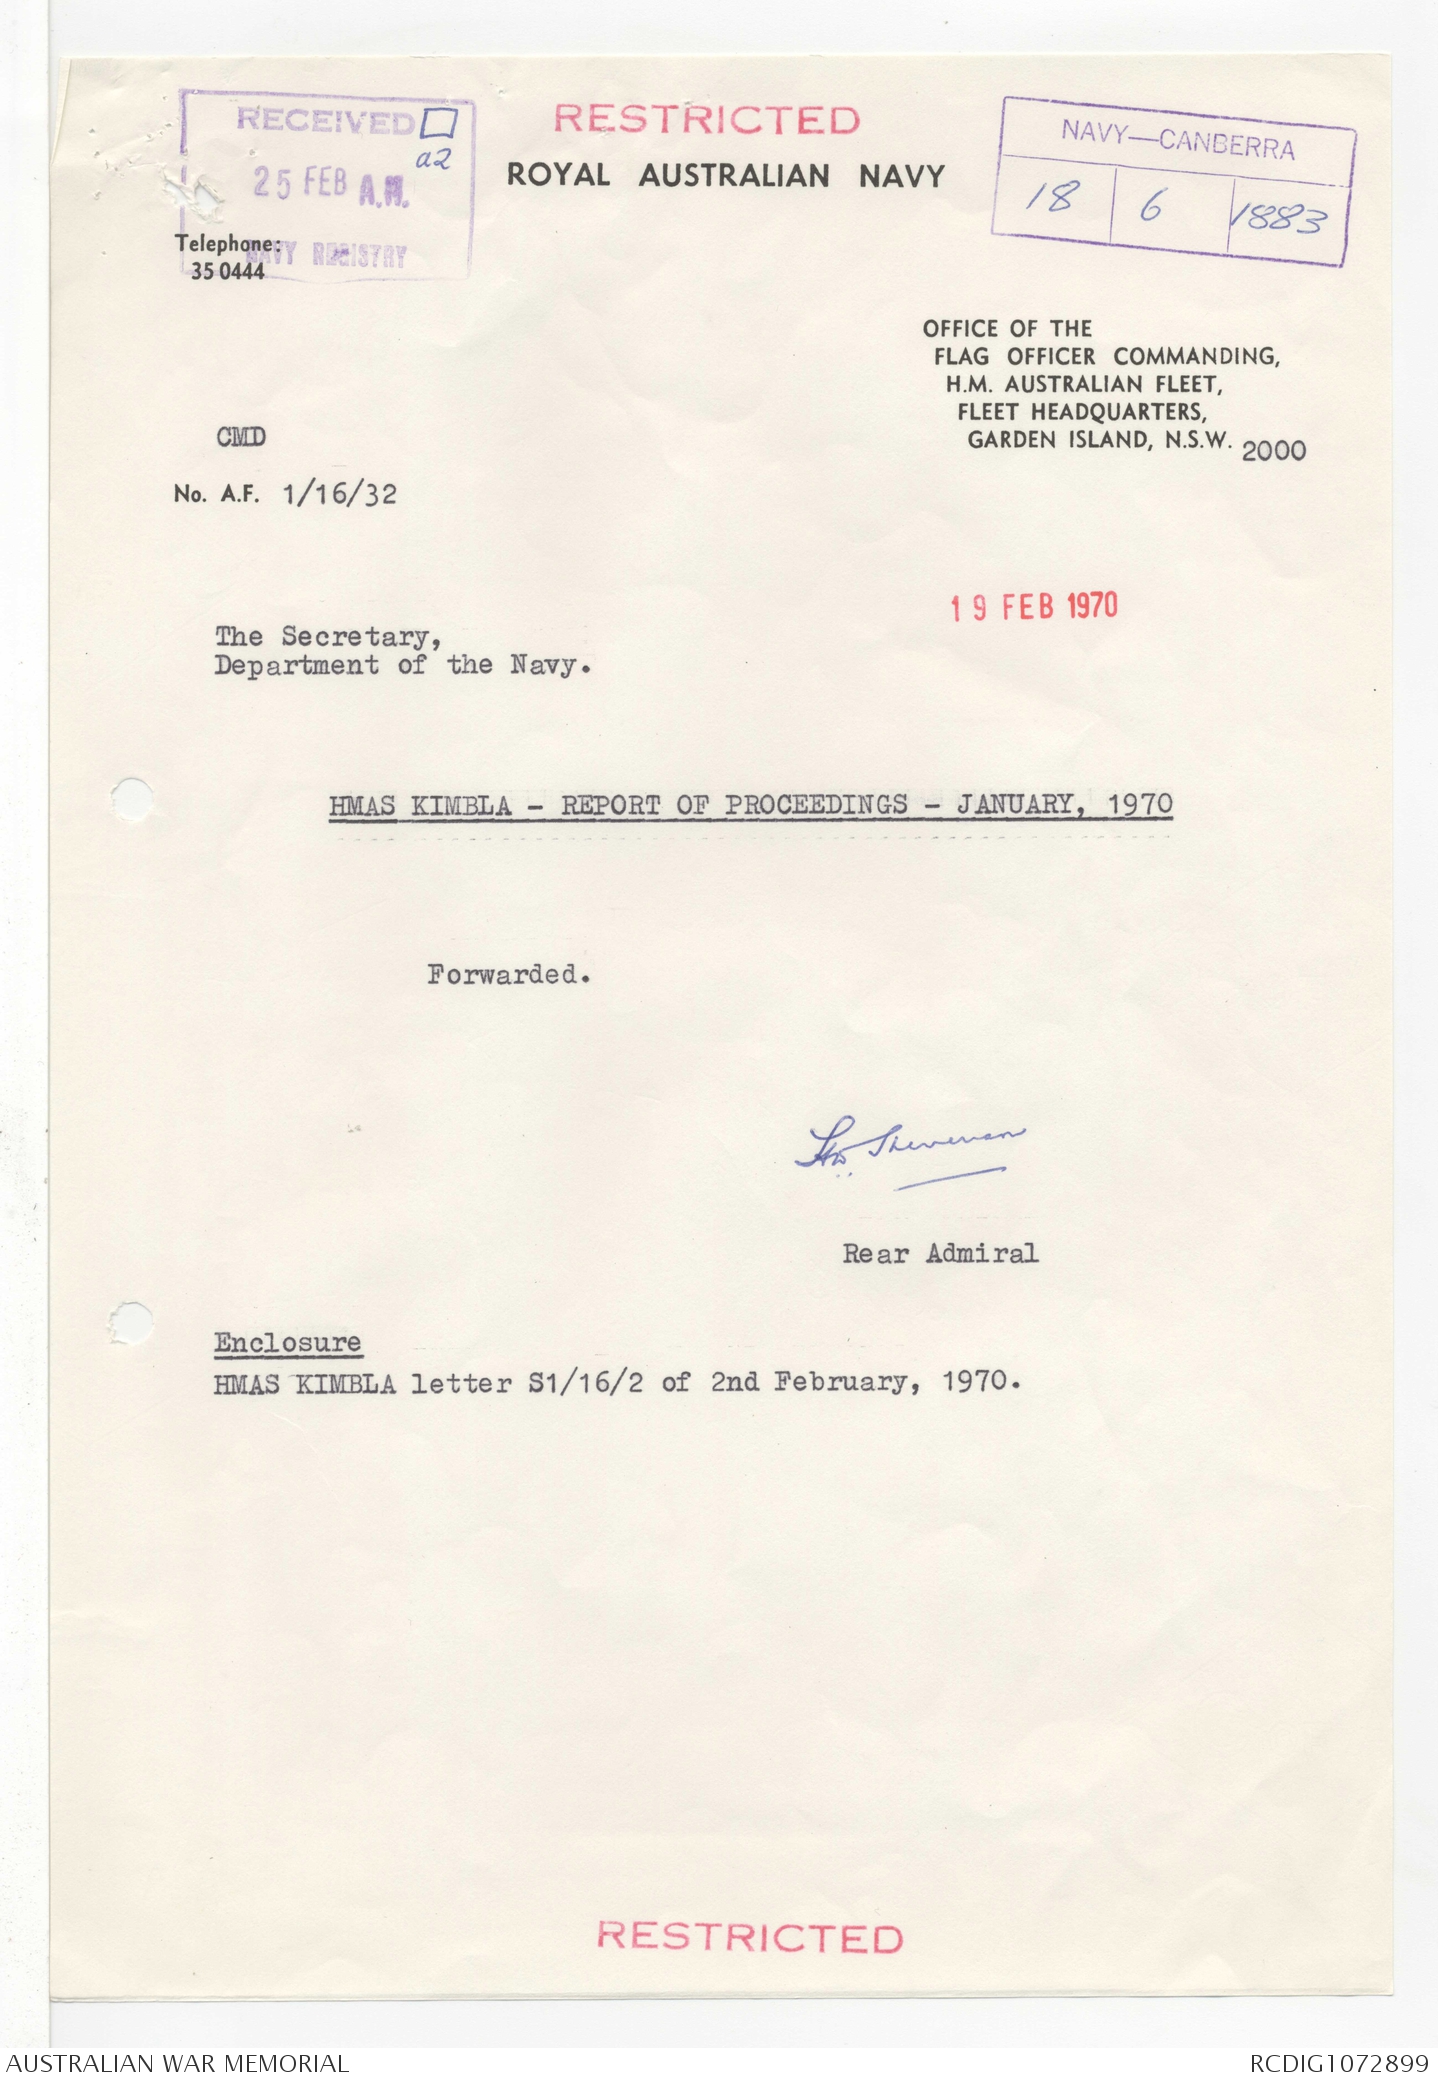 RECEIVED
a2
25 FEB A.M.
NAVY REGISTRY
RESTRICTED
ROYAL AUSTRALIAN NAVY
NAVY—CANBERRA
18 6 1883
Telephone:
35 0444
OFFICE OF THE
FLAG OFFICER COMMANDING,
H.M. AUSTRALIAN FLEET,
FLEET HEADQUARTERS,
GARDEN ISLAND, N.S.W. 2000
CMD
No. A.F. 1/16/32
19 FEB 1970
The Secretary,
Department of the Navy.
HMAS KIMBLA - REPORT OF PROCEEDINGS - JANUARY, 1970
Forwarded.
Rear Admiral
Enclosure
HMAS KIMBLA letter S1/16/2 of 2nd February, 1970.
RESTRICTED
AUSTRALIAN WAR MEMORIAL
RCDIG1072899